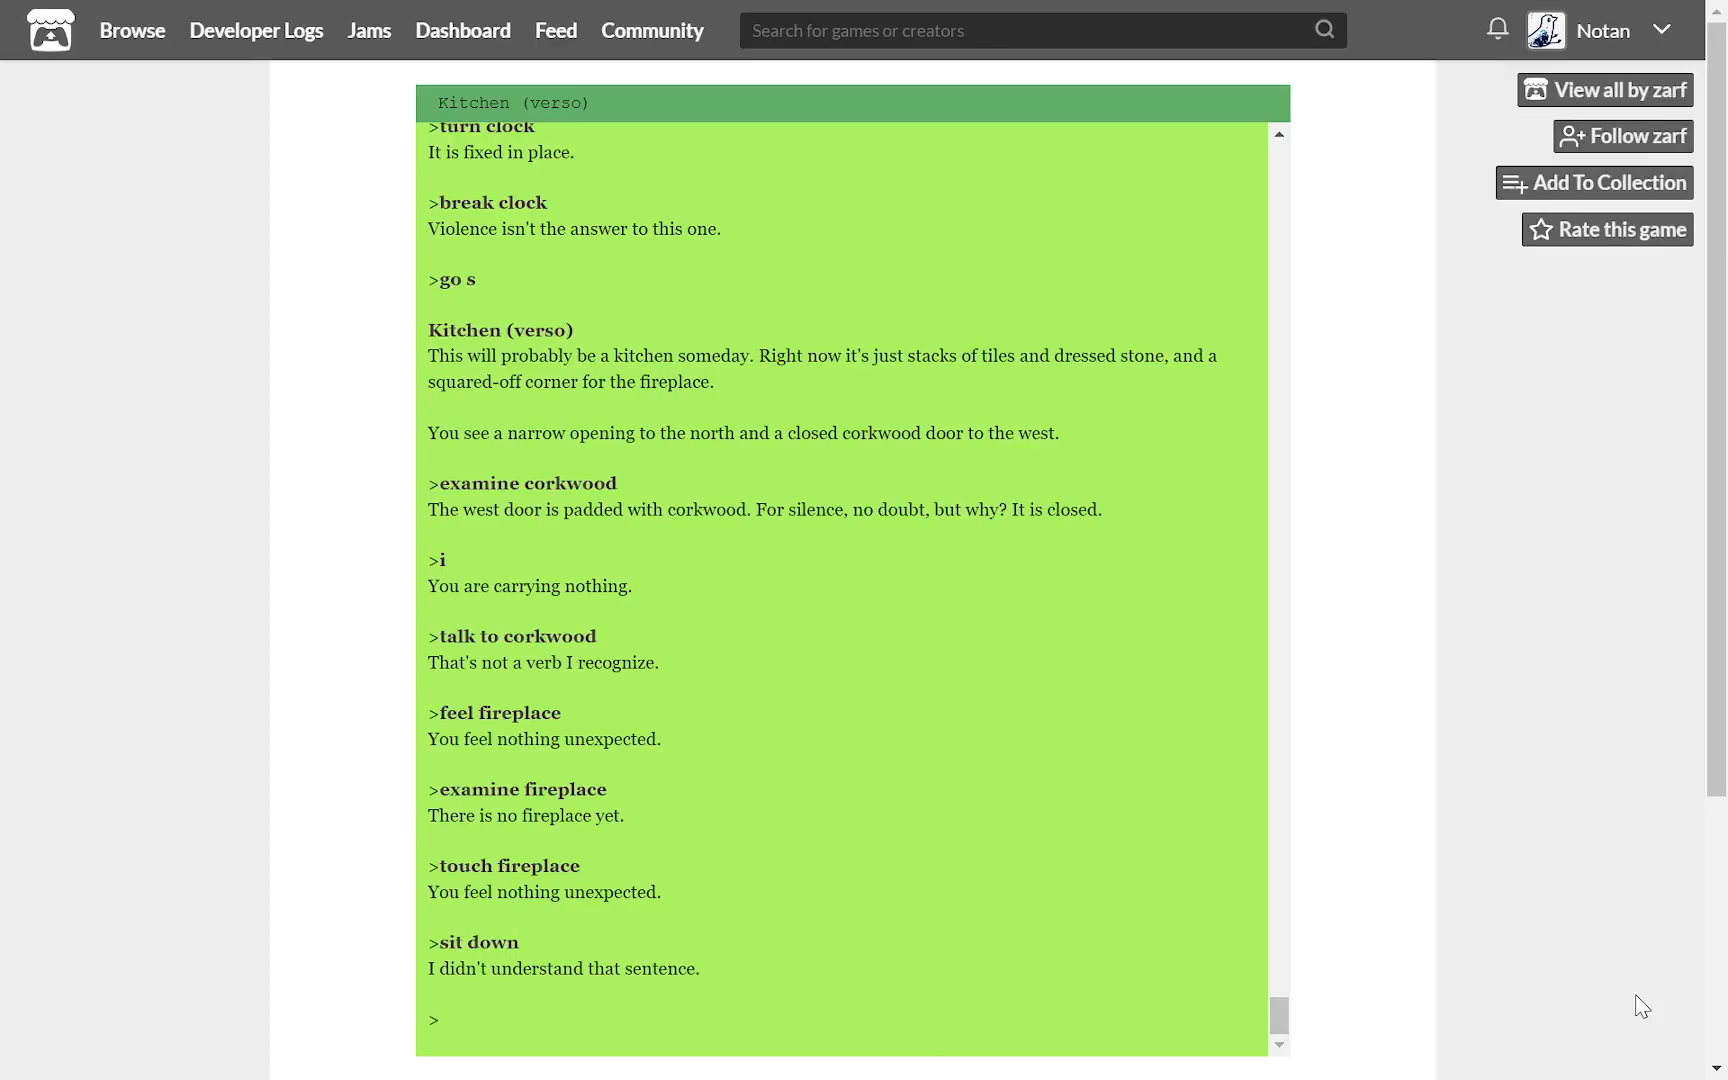 Browse Developer Logs Jams Dashboard Feed Community Search for games or creators Notan
View all by zarf
Follow zarf
Add To Collection
Rate this game
Kitchen (verso)
>turn clock
It is fixed in place.
>break clock
Violence isn't the answer to this one.
>go s
Kitchen (verso)
This will probably be a kitchen someday. Right now it's just stacks of tiles and dressed stone, and a
squared-off corner for the fireplace.
You see a narrow opening to the north and a closed corkwood door to the west.
>examine corkwood
The west door is padded with corkwood. For silence, no doubt, but why? It is closed.
>i
You are carrying nothing.
>talk to corkwood
That's not a verb I recognize.
>feel fireplace
You feel nothing unexpected.
>examine fireplace
There is no fireplace yet.
>touch fireplace
You feel nothing unexpected.
>sit down
I didn't understand that sentence.
>